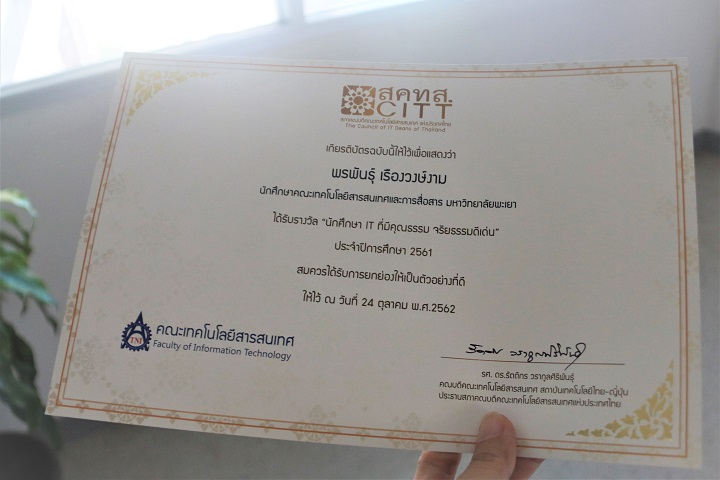 สคทส.
CITT
สภาคณบดีคณะเทคโนโลยีสารสนเทศ แห่งประเทศไทย
The Council of IT Deans of Thailand
เกียรติบัตรฉบับนี้ให้ไว้เพื่อแสดงว่า
พรพันธุ์ เรืองวงษ์งาม
นักศึกษาคณะเทคโนโลยีสารสนเทศและการสื่อสาร มหาวิทยาลัยพะเยา
ได้รับรางวัล "นักศึกษา IT ที่มีคุณธรรม จริยธรรมดีเด่น"
ประจำปีการศึกษา 2561
สมควรได้รับการยกย่องให้เป็นตัวอย่างที่ดี
ให้ไว้ ณ วันที่ 24 ตุลาคม พ.ศ.2562
TNI
คณะเทคโนโลยีสารสนเทศ
Faculty of Information Technology
รศ. ดร.รัตติกร วรากูลศิริพันธุ์
คณบดีคณะเทคโนโลยีสารสนเทศ สถาบันเทคโนโลยีไทย-ญี่ปุ่น
ประธานสภาคณบดีคณะเทคโนโลยีสารสนเทศแห่งประเทศไทย